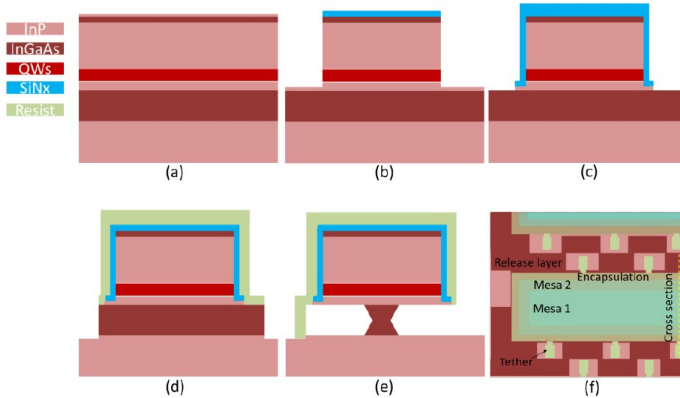 InP
InGaAs
QWs
SiNx
Resist
(a)
(b)
(c)
Release layer
Encapsulation
Mesa 2
Mesa 1
Cross section
Tether
(d)
(e)
(f)